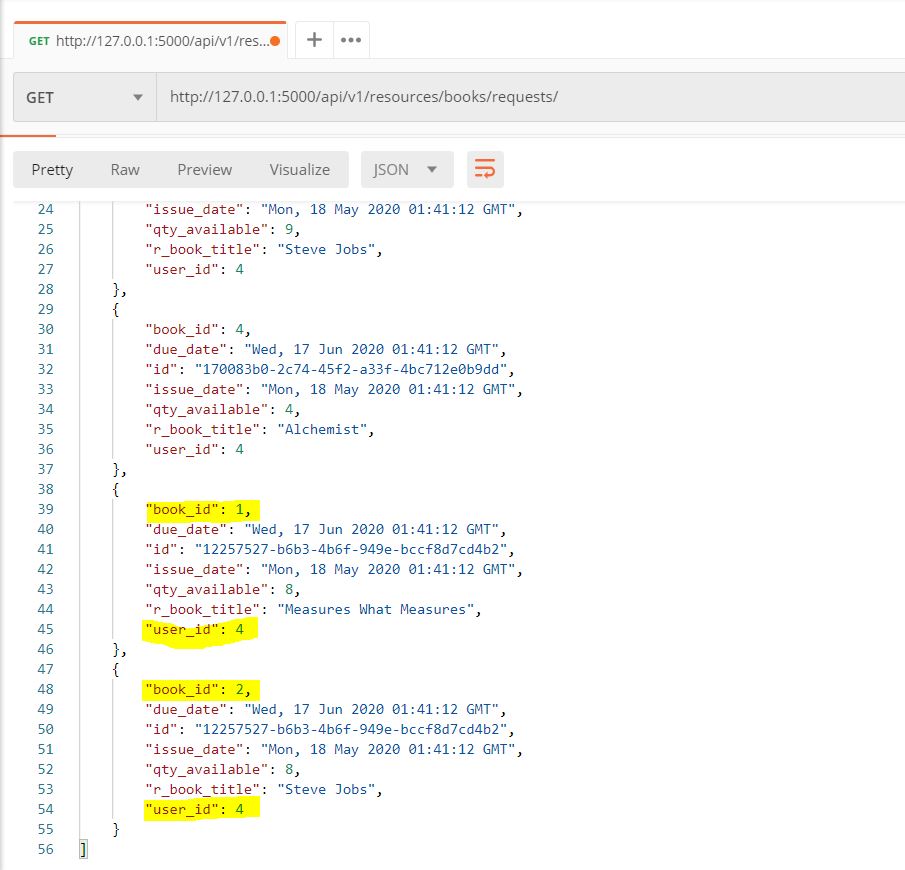 GET http://127.0.0.1:5000/api/v1/res...
GET http://127.0.0.1:5000/api/v1/resources/books/requests/
Pretty Raw Preview Visualize JSON
24 "issue_date": "Mon, 18 May 2020 01:41:12 GMT",
25 "qty_available": 9,
26 "r_book_title": "Steve Jobs",
27 "user_id": 4
28 },
29 {
30 "book_id": 4,
31 "due_date": "Wed, 17 Jun 2020 01:41:12 GMT",
32 "id": "170083b0-2c74-45f2-a33f-4bc712e0b9dd",
33 "issue_date": "Mon, 18 May 2020 01:41:12 GMT",
34 "qty_available": 4,
35 "r_book_title": "Alchemist",
36 "user_id": 4
37 },
38 {
39 "book_id": 1,
40 "due_date": "Wed, 17 Jun 2020 01:41:12 GMT",
41 "id": "12257527-b6b3-4b6f-949e-bccf8d7cd4b2",
42 "issue_date": "Mon, 18 May 2020 01:41:12 GMT",
43 "qty_available": 8,
44 "r_book_title": "Measures What Measures",
45 "user_id": 4
46 },
47 {
48 "book_id": 2,
49 "due_date": "Wed, 17 Jun 2020 01:41:12 GMT",
50 "id": "12257527-b6b3-4b6f-949e-bccf8d7cd4b2",
51 "issue_date": "Mon, 18 May 2020 01:41:12 GMT",
52 "qty_available": 8,
53 "r_book_title": "Steve Jobs",
54 "user_id": 4
55 }
56 ]